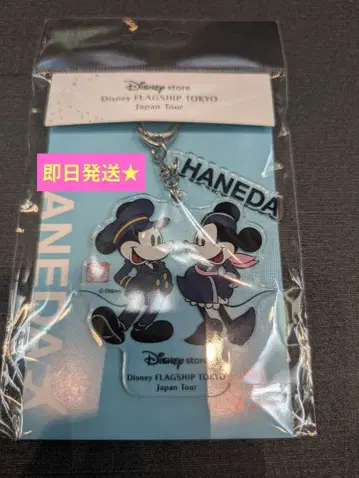 Disney store
Disney FLAGSHIP TOKYO
Japan Tour
即日発送★
HANEDA
HANEDA
© Disney
Disney store
Disney FLAGSHIP TOKYO
Japan Tour